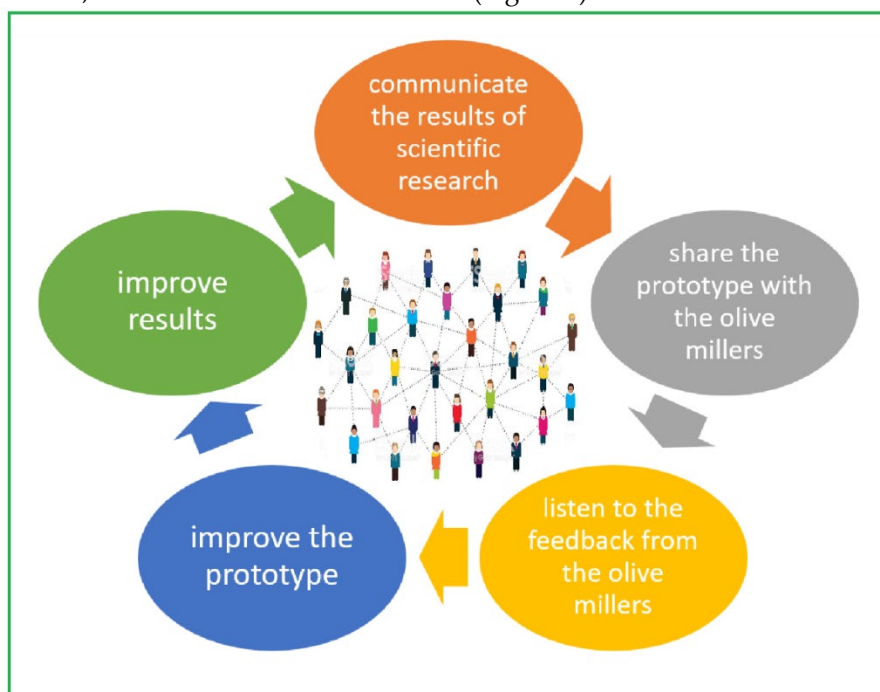 communicate
the results of
scientific
research
share the
prototype with
the olive
millers
listen to the
feedback from
the olive
millers
improve the
prototype
improve
results